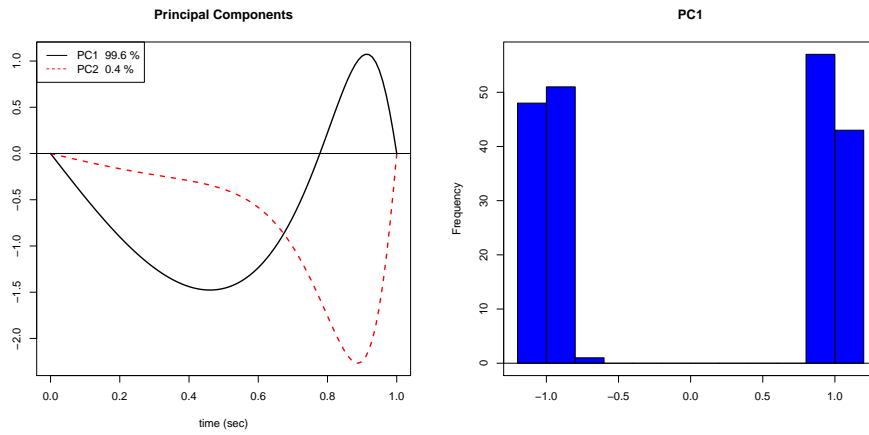 Principal Components
PC1 99.6 %
PC2 0.4 %
1.0
0.5
0.0
−0.5
−1.0
−1.5
−2.0
0.0 0.2 0.4 0.6 0.8 1.0
time (sec)
PC1
Frequency
50
40
30
20
10
0
−1.0 −0.5 0.0 0.5 1.0